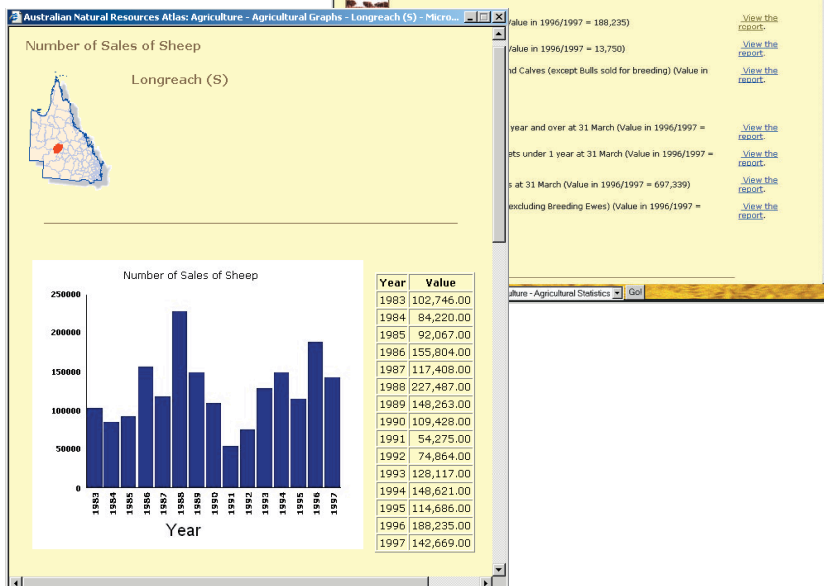 Australian Natural Resources Atlas: Agriculture - Agricultural Graphs - Longreach (S) - Micro...
Number of Sales of Sheep
Longreach (S)
Number of Sales of Sheep
250000
200000
150000
100000
50000
0
1983 1984 1985 1986 1987 1988 1989 1990 1991 1992 1993 1994 1995 1996 1997
Year
Year Value
1983 102,746.00
1984 84,220.00
1985 92,067.00
1986 155,804.00
1987 117,408.00
1988 227,487.00
1989 148,263.00
1990 109,428.00
1991 54,275.00
1992 74,864.00
1993 128,117.00
1994 148,621.00
1995 114,686.00
1996 188,235.00
1997 142,669.00
Value in 1996/1997 = 188,235) View the
report.
Value in 1996/1997 = 13,750) View the
report.
nd Calves (except Bulls sold for breeding) (Value in View the
report.
year and over at 31 March (Value in 1996/1997 = View the
report.
ets under 1 year at 31 March (Value in 1996/1997 = View the
report.
s at 31 March (Value in 1996/1997 = 697,339) View the
report.
excluding Breeding Ewes) (Value in 1996/1997 = View the
report.
ulture - Agricultural Statistics Go!